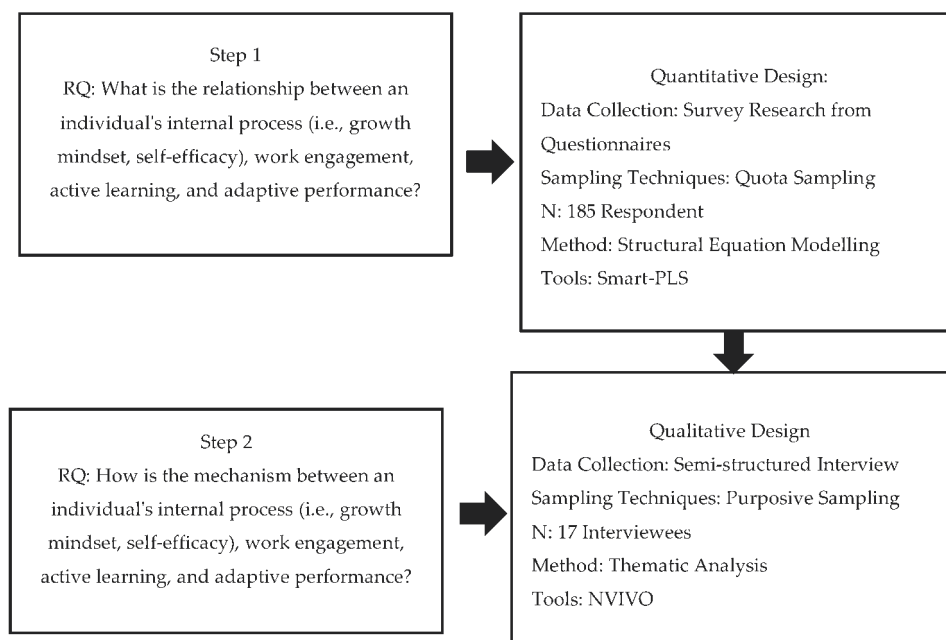 Step 1
RQ: What is the relationship between an
individual's internal process (i.e., growth
mindset, self-efficacy), work engagement,
active learning, and adaptive performance?
Quantitative Design:
Data Collection: Survey Research from
Questionnaires
Sampling Techniques: Quota Sampling
N: 185 Respondent
Method: Structural Equation Modelling
Tools: Smart-PLS
Step 2
RQ: How is the mechanism between an
individual's internal process (i.e., growth
mindset, self-efficacy), work engagement,
active learning, and adaptive performance?
Qualitative Design
Data Collection: Semi-structured Interview
Sampling Techniques: Purposive Sampling
N: 17 Interviewees
Method: Thematic Analysis
Tools: NVIVO